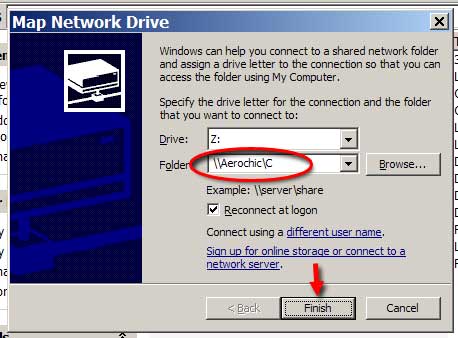 Map Network Drive
Windows can help you connect to a shared network folder
and assign a drive letter to the connection so that you can
access the folder using My Computer.
Specify the drive letter for the connection and the folder
that you want to connect to:
Drive:
Z:
Folder:
\\Aerochic\C
Browse...
Example: \\server\share
Reconnect at logon
Connect using a different user name.
Sign up for online storage or connect to a
network server.
< Back
Finish
Cancel